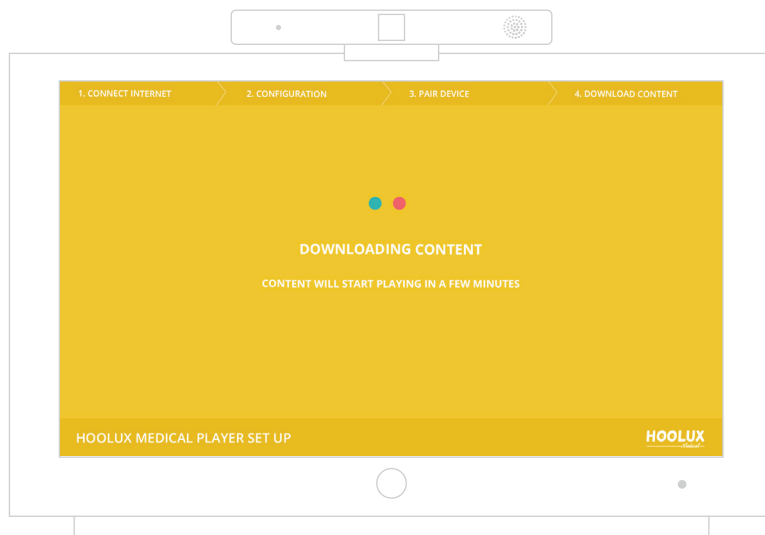 1. CONNECT INTERNET
2. CONFIGURATION
3. PAIR DEVICE
4. DOWNLOAD CONTENT
DOWNLOADING CONTENT
CONTENT WILL START PLAYING IN A FEW MINUTES
HOOLUX MEDICAL PLAYER SET UP
HOOLUX
Medical